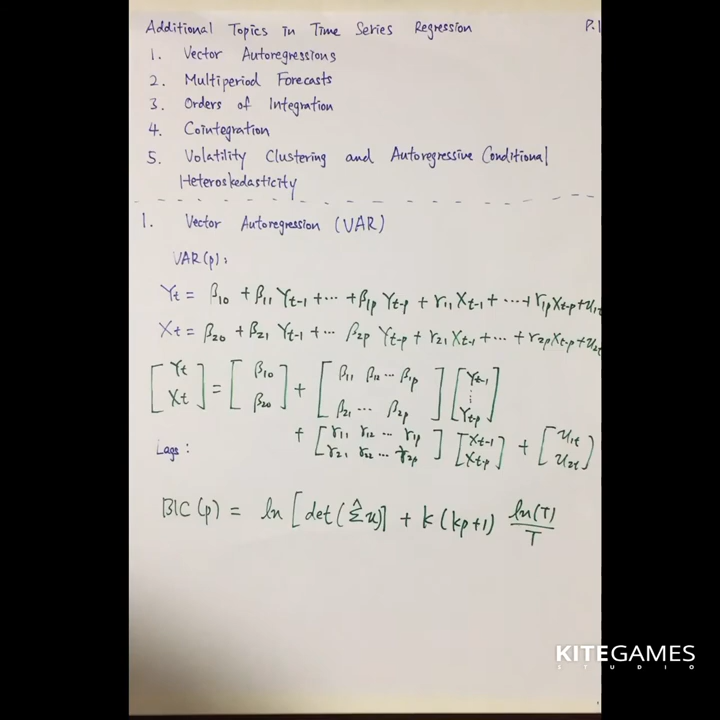 Additional Topics in Time Series Regression P.1
1. Vector Autoregressions
2. Multiperiod Forecasts
3. Orders of Integration
4. Cointegration
5. Volatility Clustering and Autoregressive Conditional
Heteroskedasticity
1. Vector Autoregression (VAR)
VAR(p):
Yt = β10 + β11 Yt-1 + ... + β1p Yt-p + γ11 Xt-1 + ... + γ1p Xt-p + u1t
Xt = β20 + β21 Yt-1 + ... β2p Yt-p + γ21 Xt-1 + ... + γ2p Xt-p + u2t
[Yt Xt] = [β10 β20] + [β11 β12 ... β1p β21 ... β2p] [Yt-1 ⋮ Yt-p]
+ [γ11 γ12 ... γ1p γ21 γ22 ... γ2p] [Xt-1 Xt-p] + [u1t u2t]
Lags:
BIC(p) = ln[det(Σ̂u)] + k(kp+1) ln(T)/T
KITEGAMES
STUDIO